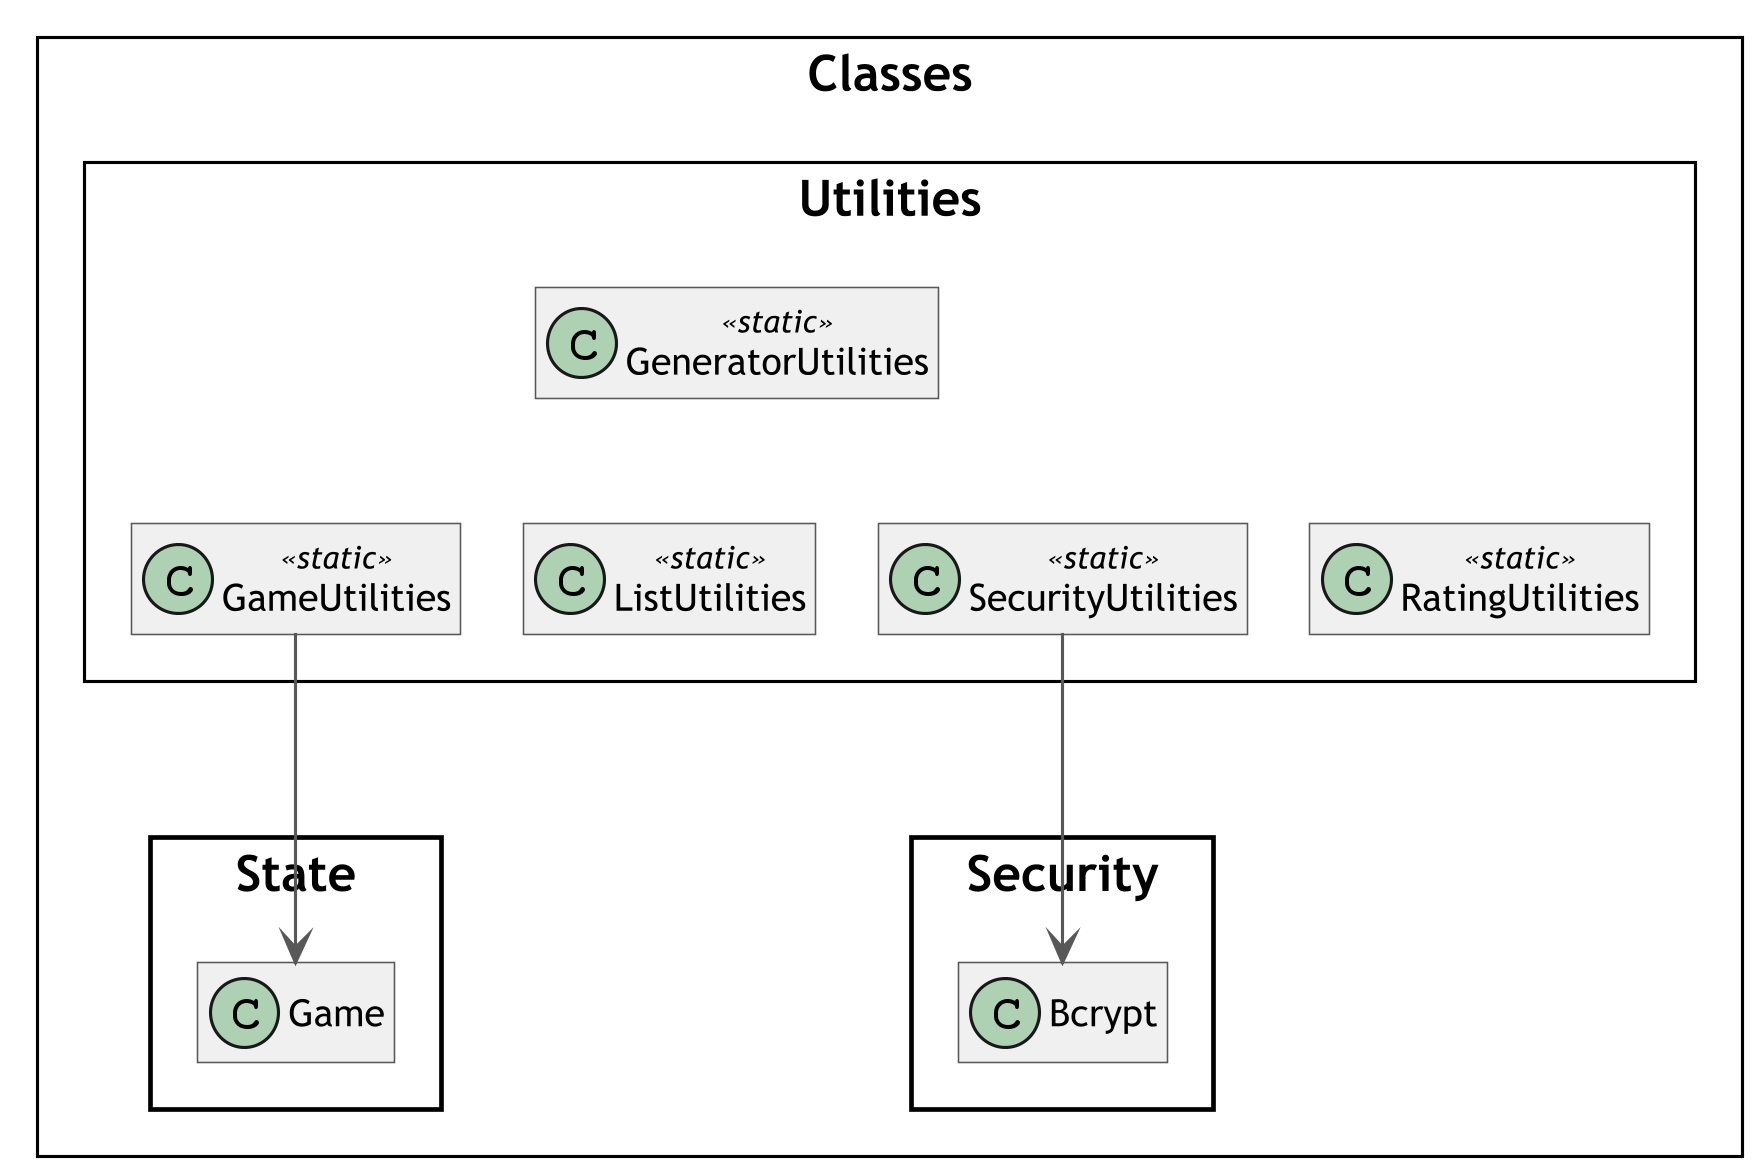 Classes
Utilities
«static»
C GeneratorUtilities
«static»
C GameUtilities
«static»
C ListUtilities
«static»
C SecurityUtilities
«static»
C RatingUtilities
State
Security
C Game
C Bcrypt